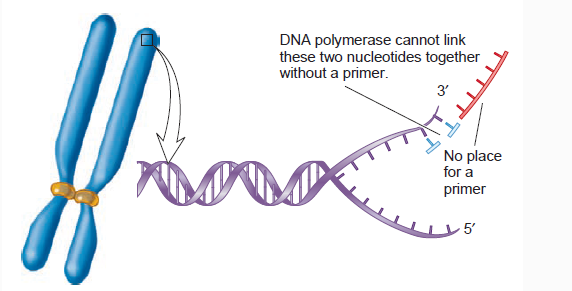 DNA polymerase cannot link
these two nucleotides together
without a primer.
3′
No place
for a
primer
5′